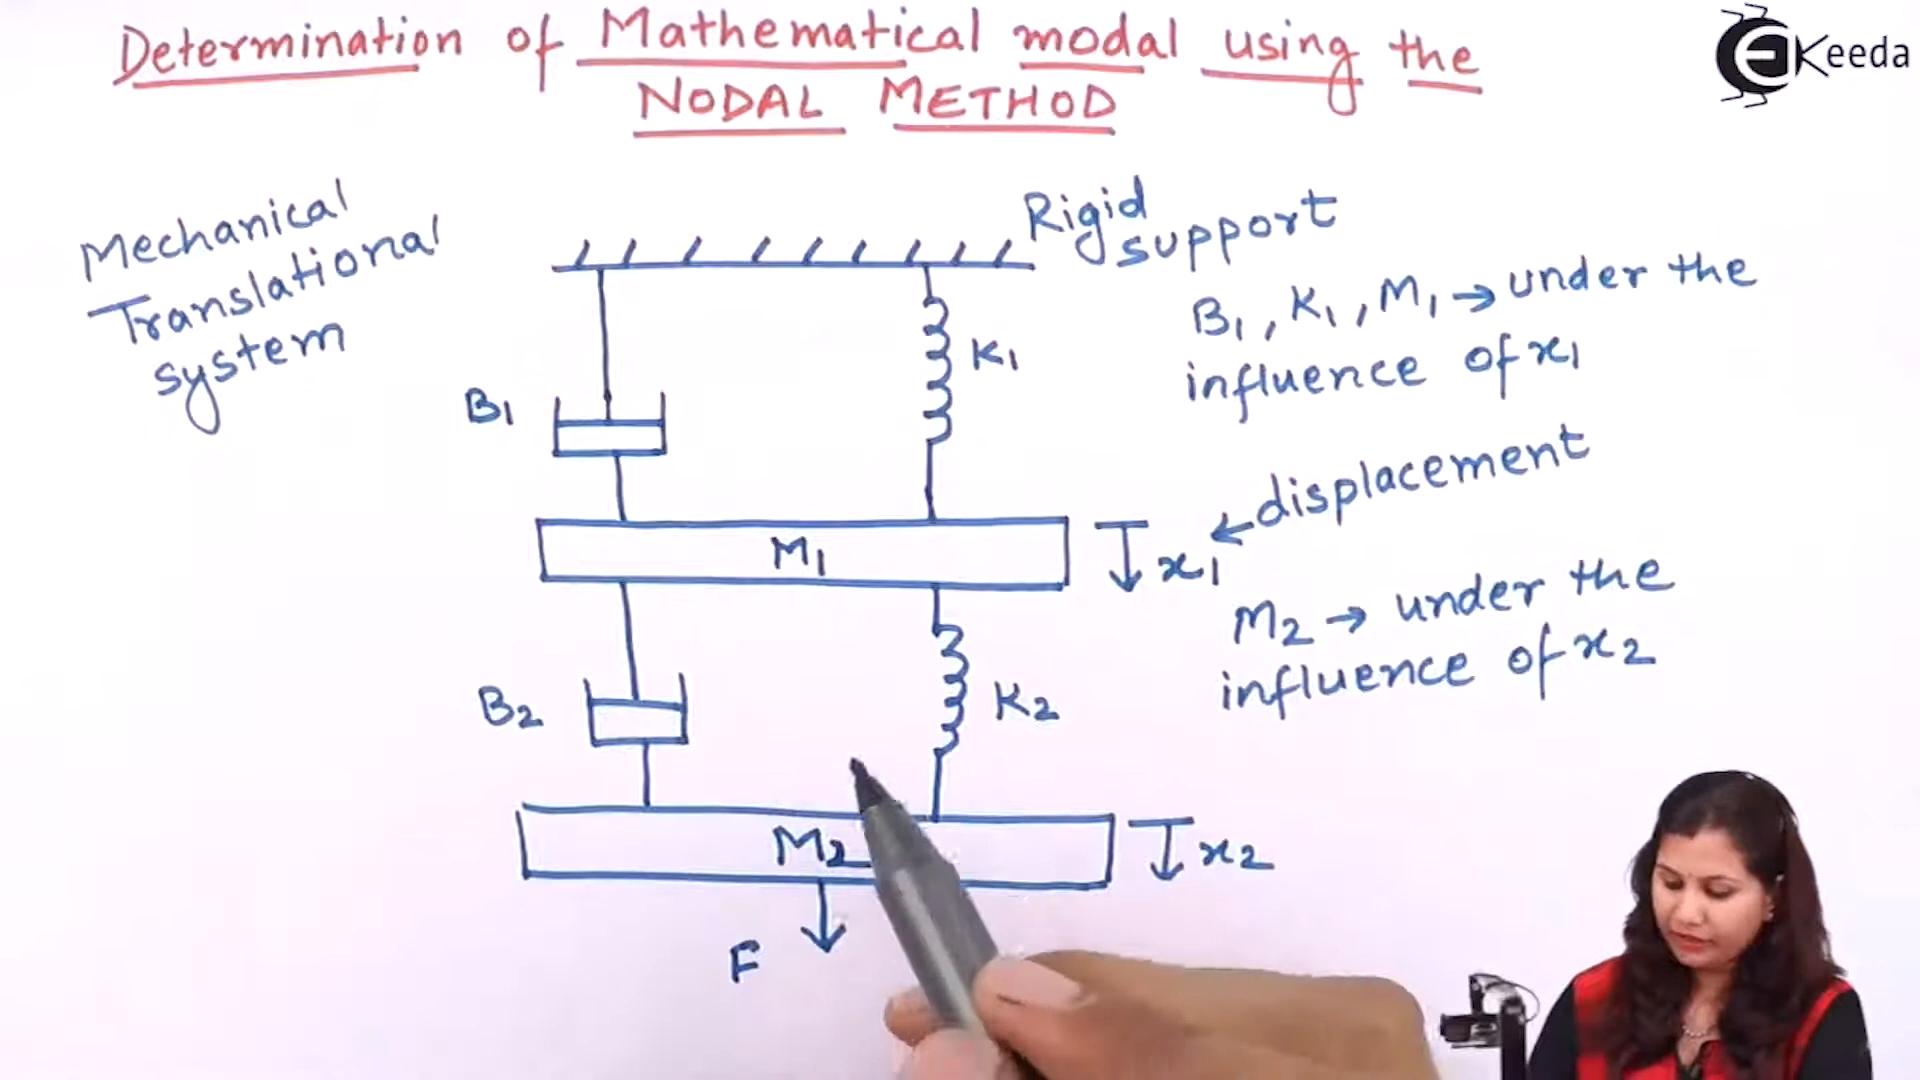 Determination of Mathematical modal using the
NODAL METHOD
Keeda
Mechanical
Translational
system
Rigid
support
B1, K1, M1 → under the
influence of x1
K1
B1
displacement
M1
x1
M2 → under the
influence of x2
B2
K2
M2
x2
F